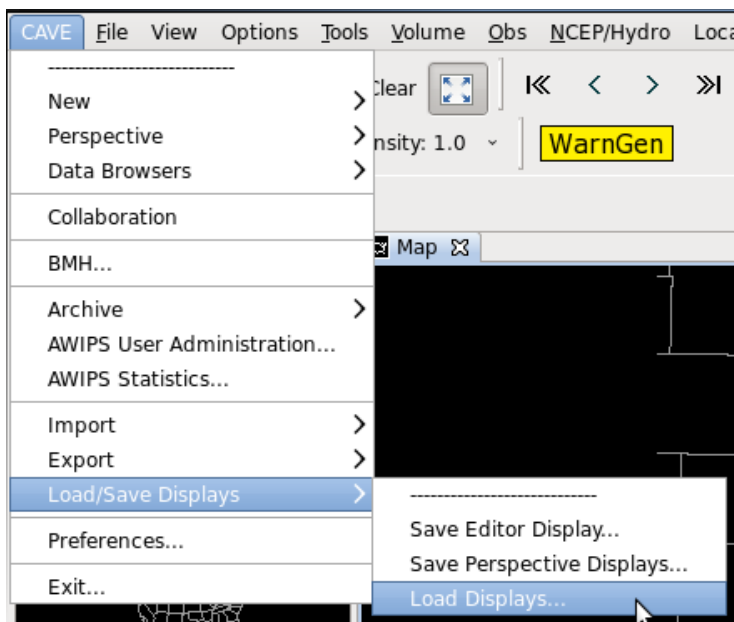 CAVE File View Options Tools Volume Obs NCEP/Hydro Loca
----------------------------
New
Clear
Perspective
nsity: 1.0 WarnGen
Data Browsers
Collaboration
Map
BMH...
Archive
AWIPS User Administration...
AWIPS Statistics...
Import
Export
Load/Save Displays
----------------------------
Save Editor Display...
Preferences...
Save Perspective Displays...
Exit...
Load Displays...